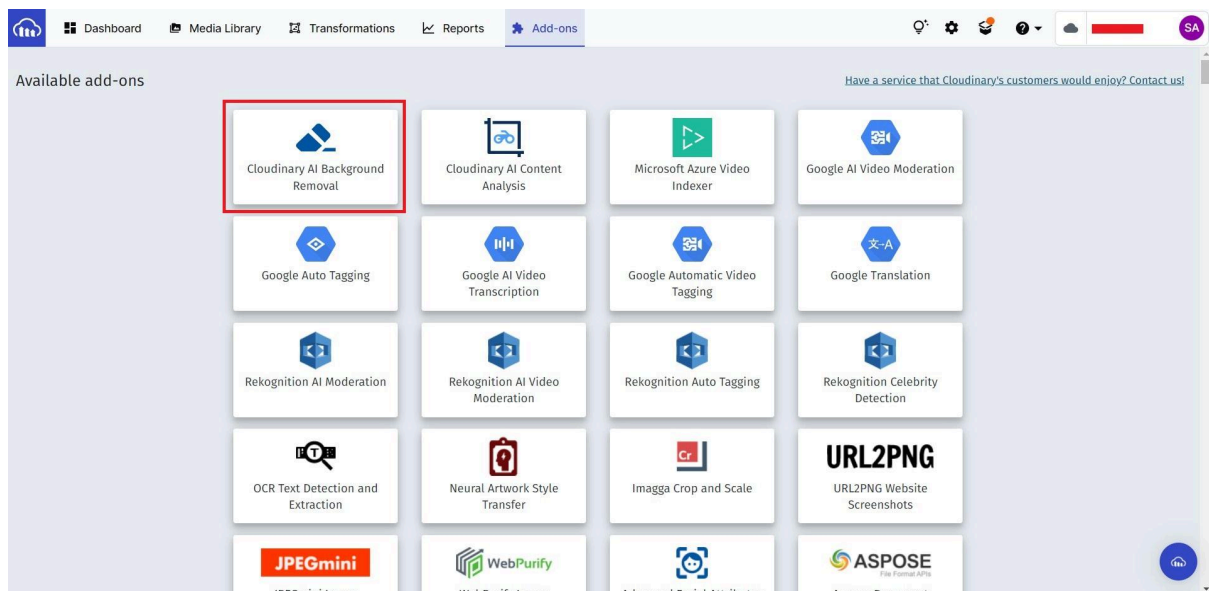 Dashboard
Media Library
Transformations
Reports
Add-ons
SA
Available add-ons
Have a service that Cloudinary's customers would enjoy? Contact us!
Cloudinary AI Background
Removal
Cloudinary AI Content
Analysis
Microsoft Azure Video
Indexer
Google AI Video Moderation
Google Auto Tagging
Google AI Video
Transcription
Google Automatic Video
Tagging
Google Translation
Rekognition AI Moderation
Rekognition AI Video
Moderation
Rekognition Auto Tagging
Rekognition Celebrity
Detection
T
OCR Text Detection and
Extraction
Neural Artwork Style
Transfer
Cr
Imagga Crop and Scale
URL2PNG
URL2PNG Website
Screenshots
JPEGmini
WebPurify
ASPOSE
File Format APIs